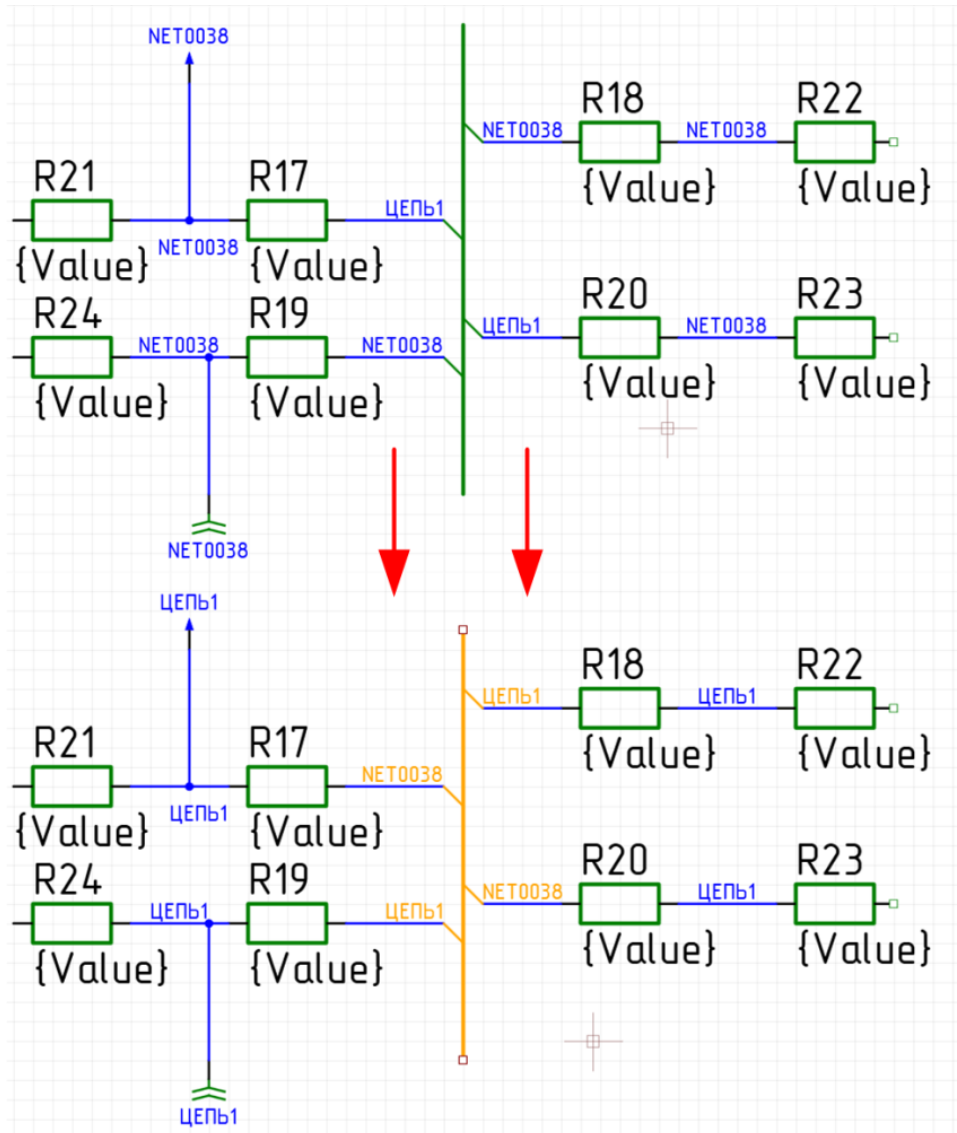 NET0038
R18 R22
NET0038 NET0038
{Value} {Value}
R21 R17
ЦЕПЬ1
NET0038
{Value} {Value}
R24 R19
R20 R23
ЦЕПЬ1 NET0038
NET0038 NET0038
{Value} {Value}
{Value} {Value}
NET0038
ЦЕПЬ1
R18 R22
ЦЕПЬ1 ЦЕПЬ1
{Value} {Value}
R21 R17
NET0038
ЦЕПЬ1
{Value} {Value}
R24 R19
R20 R23
NET0038 ЦЕПЬ1
ЦЕПЬ1 ЦЕПЬ1
{Value} {Value}
{Value} {Value}
ЦЕПЬ1